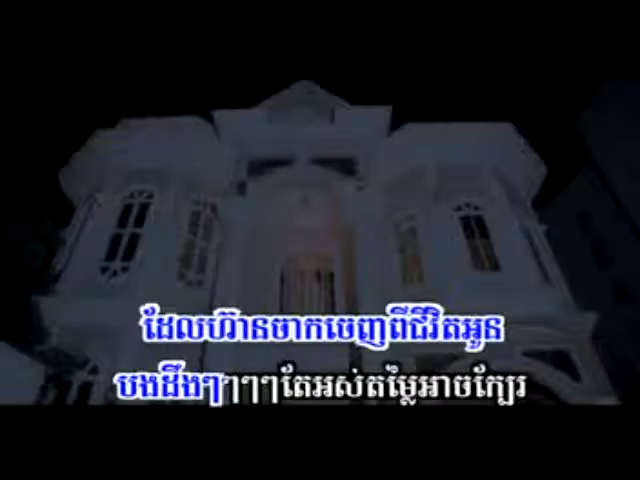 ដែលហ៊ានចាកចេញពីជីវិតអូន
បងដឹងៗៗៗៗតែអស់តម្លៃអាចក្បែរ